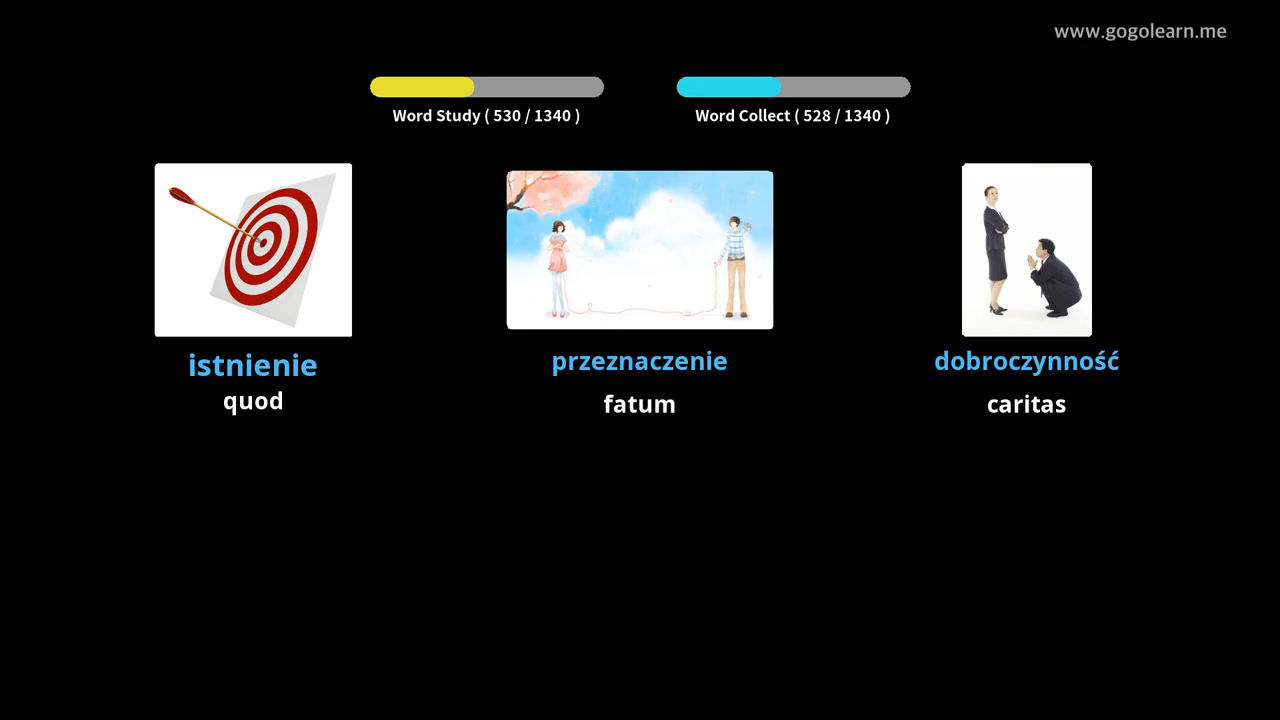 www.gogolearn.me
Word Study ( 530 / 1340 )
Word Collect ( 528 / 1340 )
istnienie
quod
przeznaczenie
fatum
dobroczynność
caritas